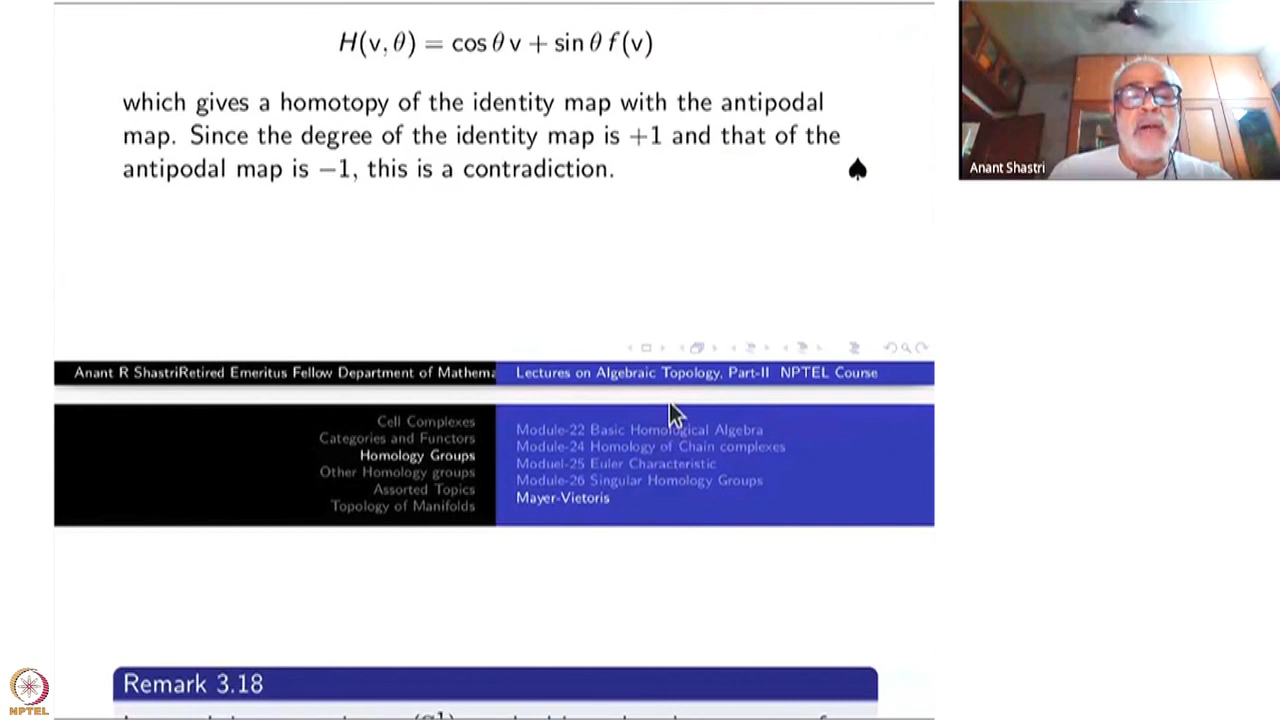 H(v, θ) = cos θ v + sin θ f(v)
which gives a homotopy of the identity map with the antipodal
map. Since the degree of the identity map is +1 and that of the
antipodal map is −1, this is a contradiction. ♠
Anant Shastri
Anant R ShastriRetired Emeritus Fellow Department of Mathema
Lectures on Algebraic Topology, Part-II NPTEL Course
Cell Complexes
Categories and Functors
Homology Groups
Other Homology groups
Assorted Topics
Topology of Manifolds
Module-22 Basic Homological Algebra
Module-24 Homology of Chain complexes
Moduel-25 Euler Characteristic
Module-26 Singular Homology Groups
Mayer-Vietoris
Remark 3.18
NPTEL